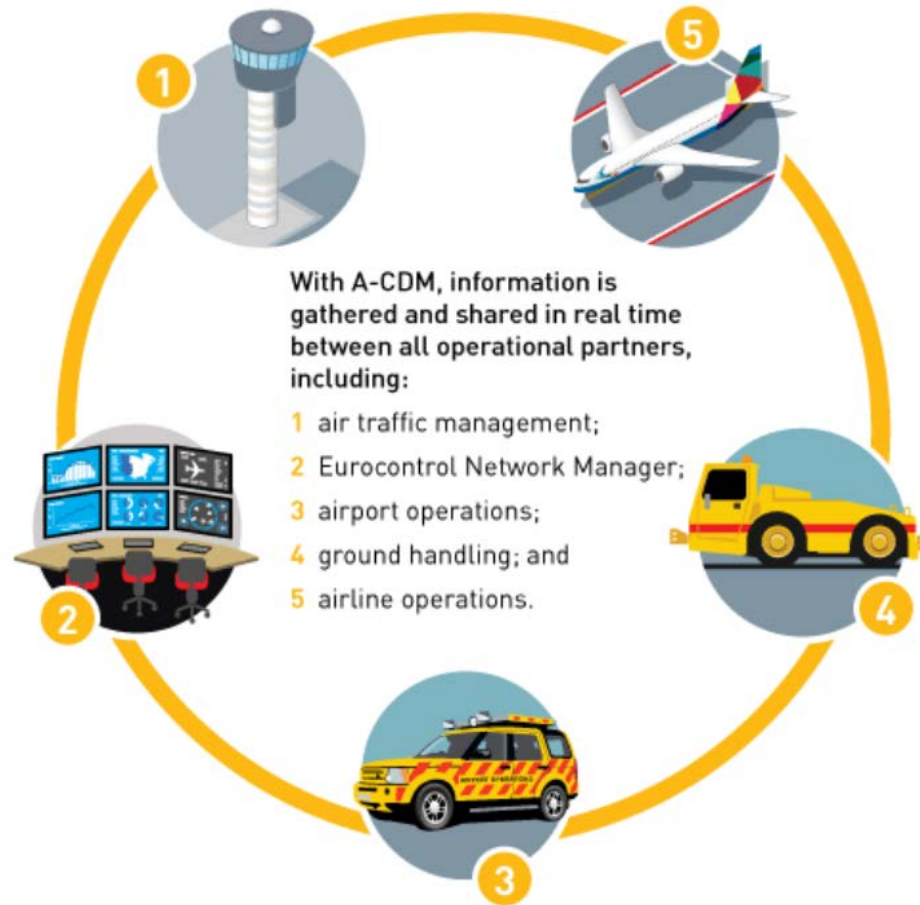 1
5
With A-CDM, information is
gathered and shared in real time
between all operational partners,
including:
1 air traffic management;
2 Eurocontrol Network Manager;
3 airport operations;
4 ground handling; and
5 airline operations.
2
4
AIRPORT OPERATIONS
3